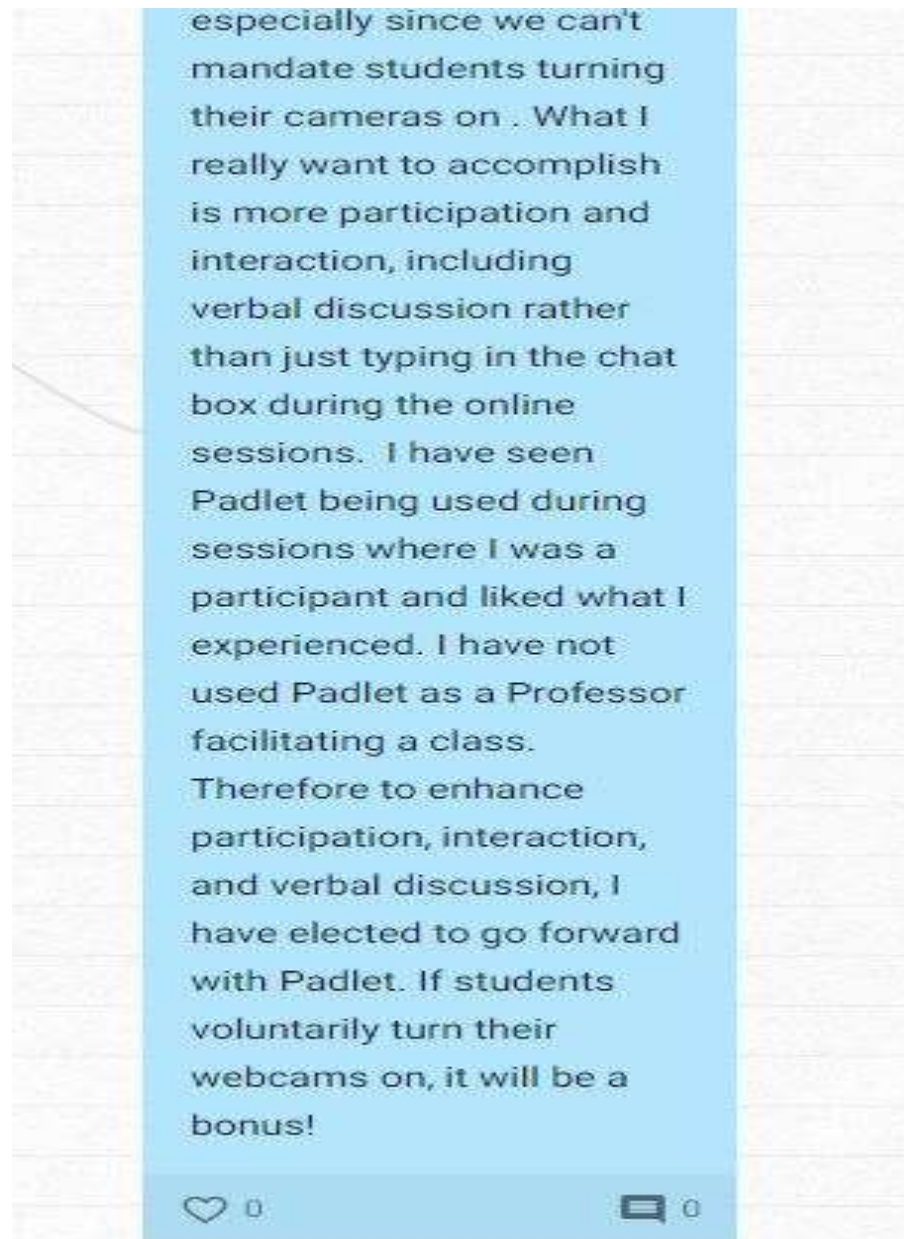 especially since we can't
mandate students turning
their cameras on . What I
really want to accomplish
is more participation and
interaction, including
verbal discussion rather
than just typing in the chat
box during the online
sessions.  I have seen
Padlet being used during
sessions where I was a
participant and liked what I
experienced. I have not
used Padlet as a Professor
facilitating a class.
Therefore to enhance
participation, interaction,
and verbal discussion, I
have elected to go forward
with Padlet. If students
voluntarily turn their
webcams on, it will be a
bonus!
0 0